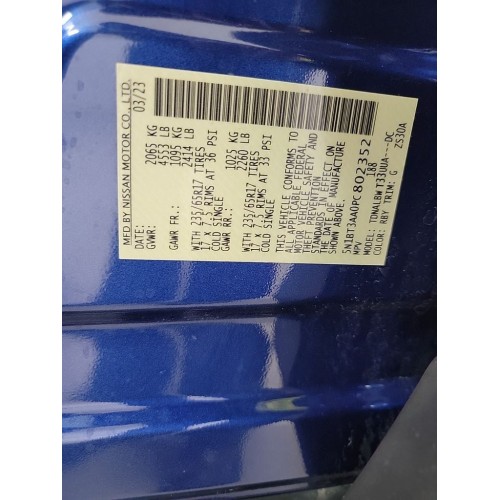 MFD BY NISSAN MOTOR CO., LTD.
DATE: 03/23
GVWR: 2065 KG
4553 LB
GAWR FR.: 1095 KG
2414 LB
WITH 235/65R17 TIRES
17 x 7.5 RIMS AT 36 PSI
COLD SINGLE
GAWR RR: 1025 KG
2260 LB
WITH 235/65R17 TIRES
17 x 7.5 RIMS AT 33 PSI
COLD SINGLE
THIS VEHICLE CONFORMS TO
ALL APPLICABLE FEDERAL
MOTOR VEHICLE SAFETY AND
THEFT PREVENTION
STANDARDS IN EFFECT ON
THE DATE OF MANUFACTURE
SHOWN ABOVE.
5N1BT3AA0PC802352
MPV 188
MODEL: TDNALBW T33UUA---DC
COLOR: RBY TRIM: G ZS30A